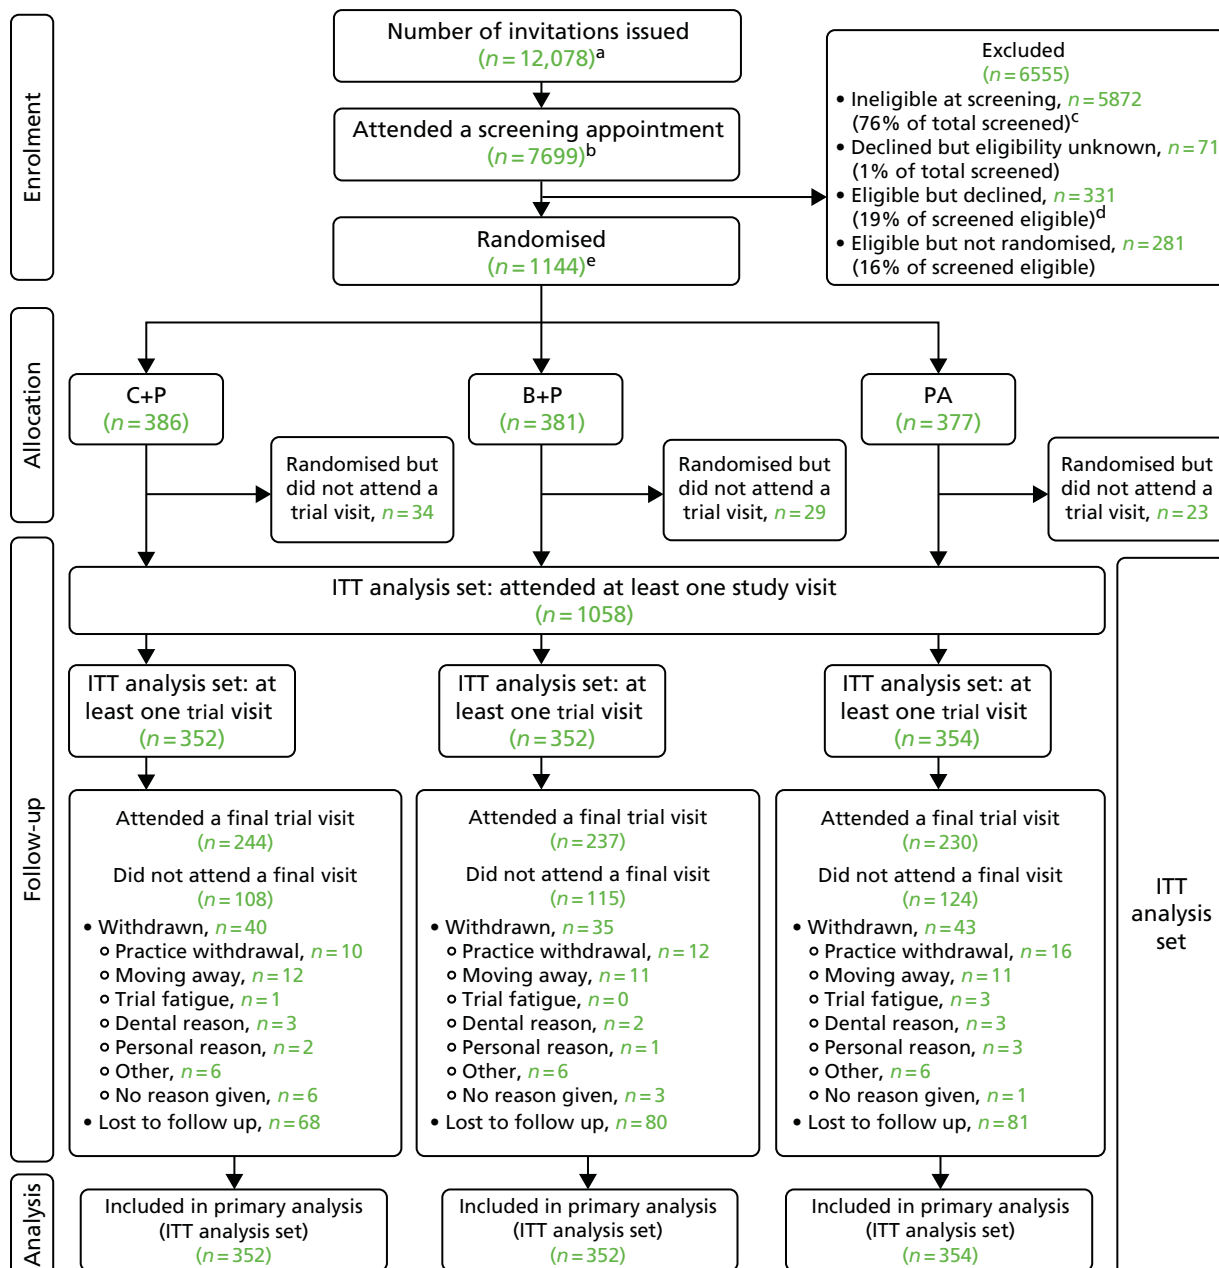 Enrolment
Number of invitations issued
(n = 12,078)a
Attended a screening appointment
(n = 7699)b
Excluded
(n = 6555)
• Ineligible at screening, n = 5872
(76% of total screened)c
• Declined but eligibility unknown, n = 71
(1% of total screened)
• Eligible but declined, n = 331
(19% of screened eligible)d
• Eligible but not randomised, n = 281
(16% of screened eligible)
Randomised
(n = 1144)e
Allocation
C+P
(n = 386)
B+P
(n = 381)
PA
(n = 377)
Randomised but
did not attend a
trial visit, n = 34
Randomised but
did not attend a
trial visit, n = 29
Randomised but
did not attend a
trial visit, n = 23
Follow-up
ITT analysis set: attended at least one study visit
(n = 1058)
ITT analysis set: at
least one trial visit
(n = 352)
ITT analysis set: at
least one trial visit
(n = 352)
ITT analysis set: at
least one trial visit
(n = 354)
Attended a final trial visit
(n = 244)
Did not attend a final visit
(n = 108)
• Withdrawn, n = 40
Practice withdrawal, n = 10
Moving away, n = 12
Trial fatigue, n = 1
Dental reason, n = 3
Personal reason, n = 2
Other, n = 6
No reason given, n = 6
• Lost to follow up, n = 68
Attended a final trial visit
(n = 237)
Did not attend a final visit
(n = 115)
• Withdrawn, n = 35
Practice withdrawal, n = 12
Moving away, n = 11
Trial fatigue, n = 0
Dental reason, n = 2
Personal reason, n = 1
Other, n = 6
No reason given, n = 3
• Lost to follow up, n = 80
Attended a final trial visit
(n = 230)
Did not attend a final visit
(n = 124)
• Withdrawn, n = 43
Practice withdrawal, n = 16
Moving away, n = 11
Trial fatigue, n = 3
Dental reason, n = 3
Personal reason, n = 3
Other, n = 6
No reason given, n = 1
• Lost to follow up, n = 81
ITT
analysis
set
Analysis
Included in primary analysis
(ITT analysis set)
(n = 352)
Included in primary analysis
(ITT analysis set)
(n = 352)
Included in primary analysis
(ITT analysis set)
(n = 354)